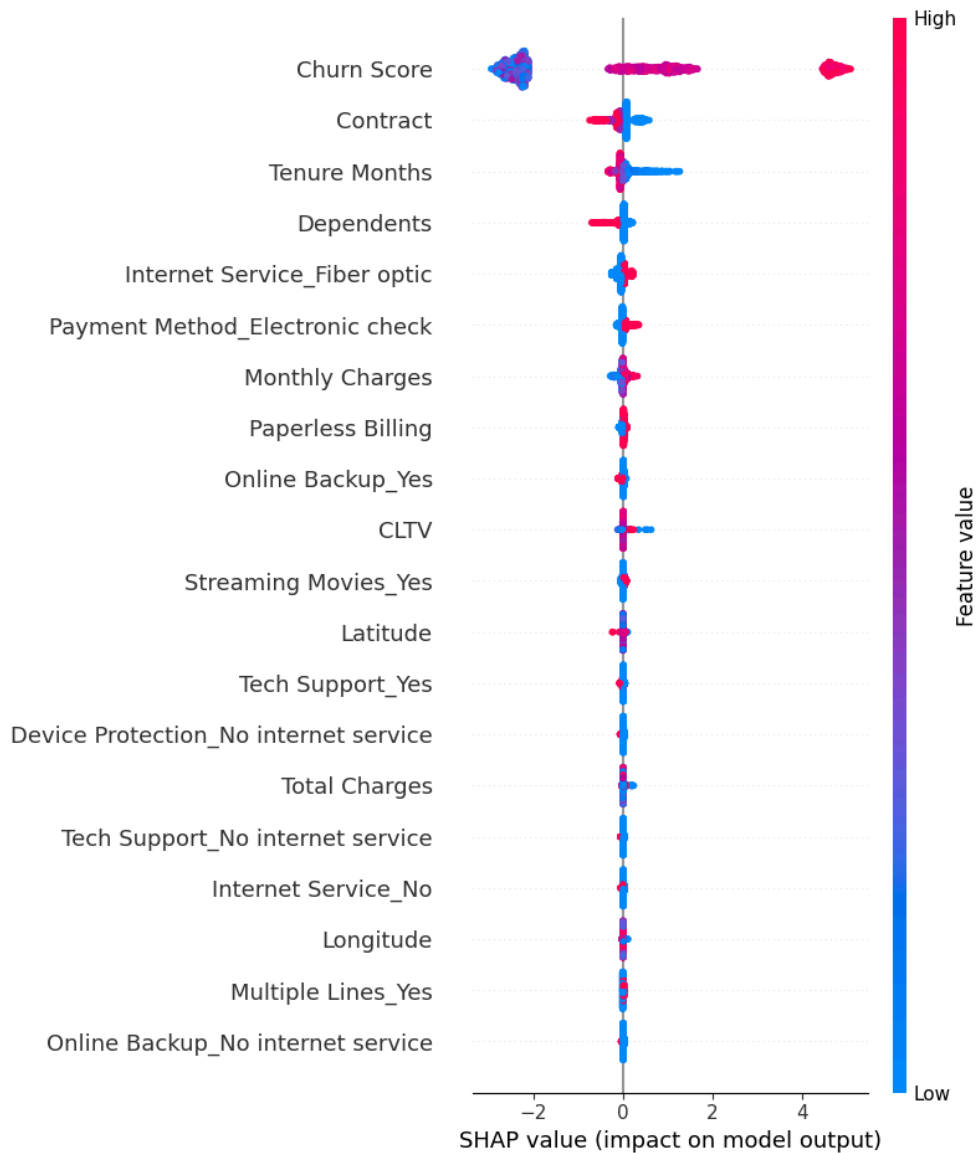 High
Churn Score
Contract
Tenure Months
Dependents
Internet Service_Fiber optic
Payment Method_Electronic check
Monthly Charges
Paperless Billing
Online Backup_Yes
CLTV
Streaming Movies_Yes
Latitude
Tech Support_Yes
Device Protection_No internet service
Total Charges
Tech Support_No internet service
Internet Service_No
Longitude
Multiple Lines_Yes
Online Backup_No internet service
Feature value
Low
−2 0 2 4
SHAP value (impact on model output)